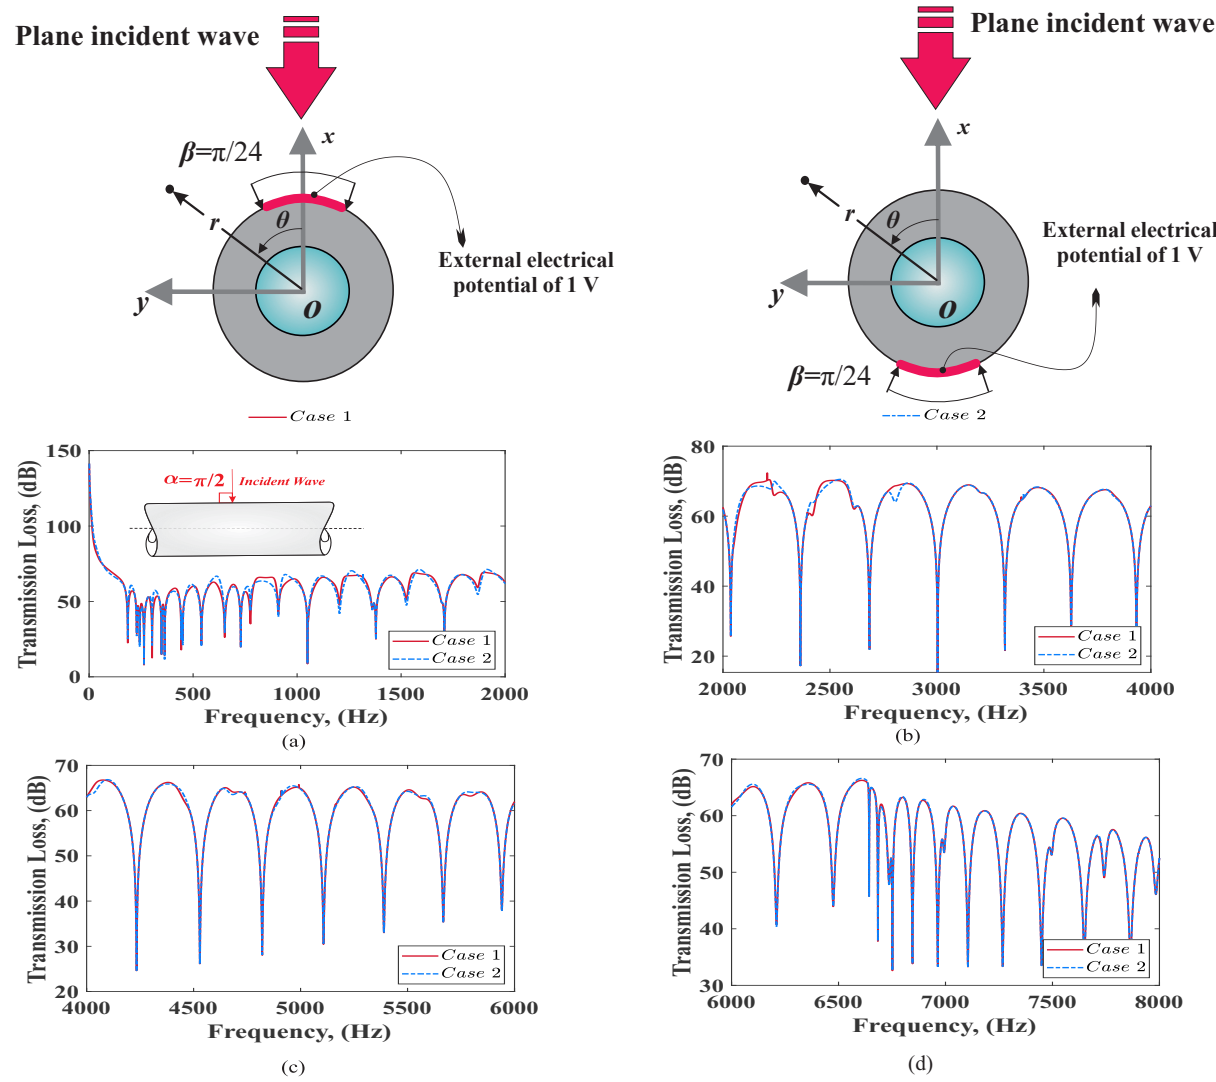 Plane incident wave
x
β=π/24
r
θ
y
o
External electrical
potential of 1 V
Case 1
Plane incident wave
x
r
θ
y
o
External electrical
potential of 1 V
β=π/24
Case 2
Transmission Loss, (dB)
150
100
50
0
α=π/2
Incident Wave
Case 1
Case 2
0
500
1000
1500
2000
Frequency, (Hz)
(a)
Transmission Loss, (dB)
80
60
40
20
Case 1
Case 2
2000
2500
3000
3500
4000
Frequency, (Hz)
(b)
Transmission Loss, (dB)
70
60
50
40
30
20
Case 1
Case 2
4000
4500
5000
5500
6000
Frequency, (Hz)
(c)
Transmission Loss, (dB)
70
60
50
40
30
Case 1
Case 2
6000
6500
7000
7500
8000
Frequency, (Hz)
(d)